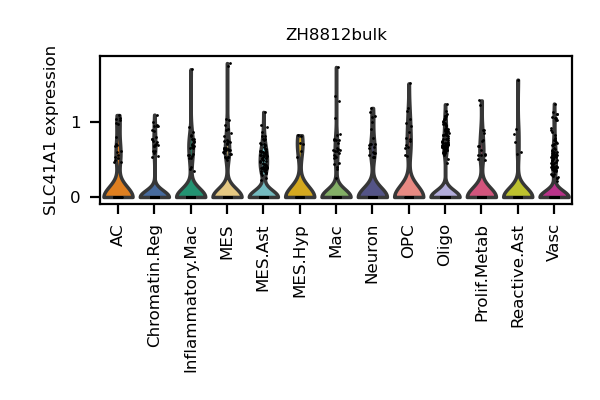 ZH8812bulk
SLC41A1 expression
1
0
AC
Chromatin.Reg
Inflammatory.Mac
MES
MES.Ast
MES.Hyp
Mac
Neuron
OPC
Oligo
Prolif.Metab
Reactive.Ast
Vasc